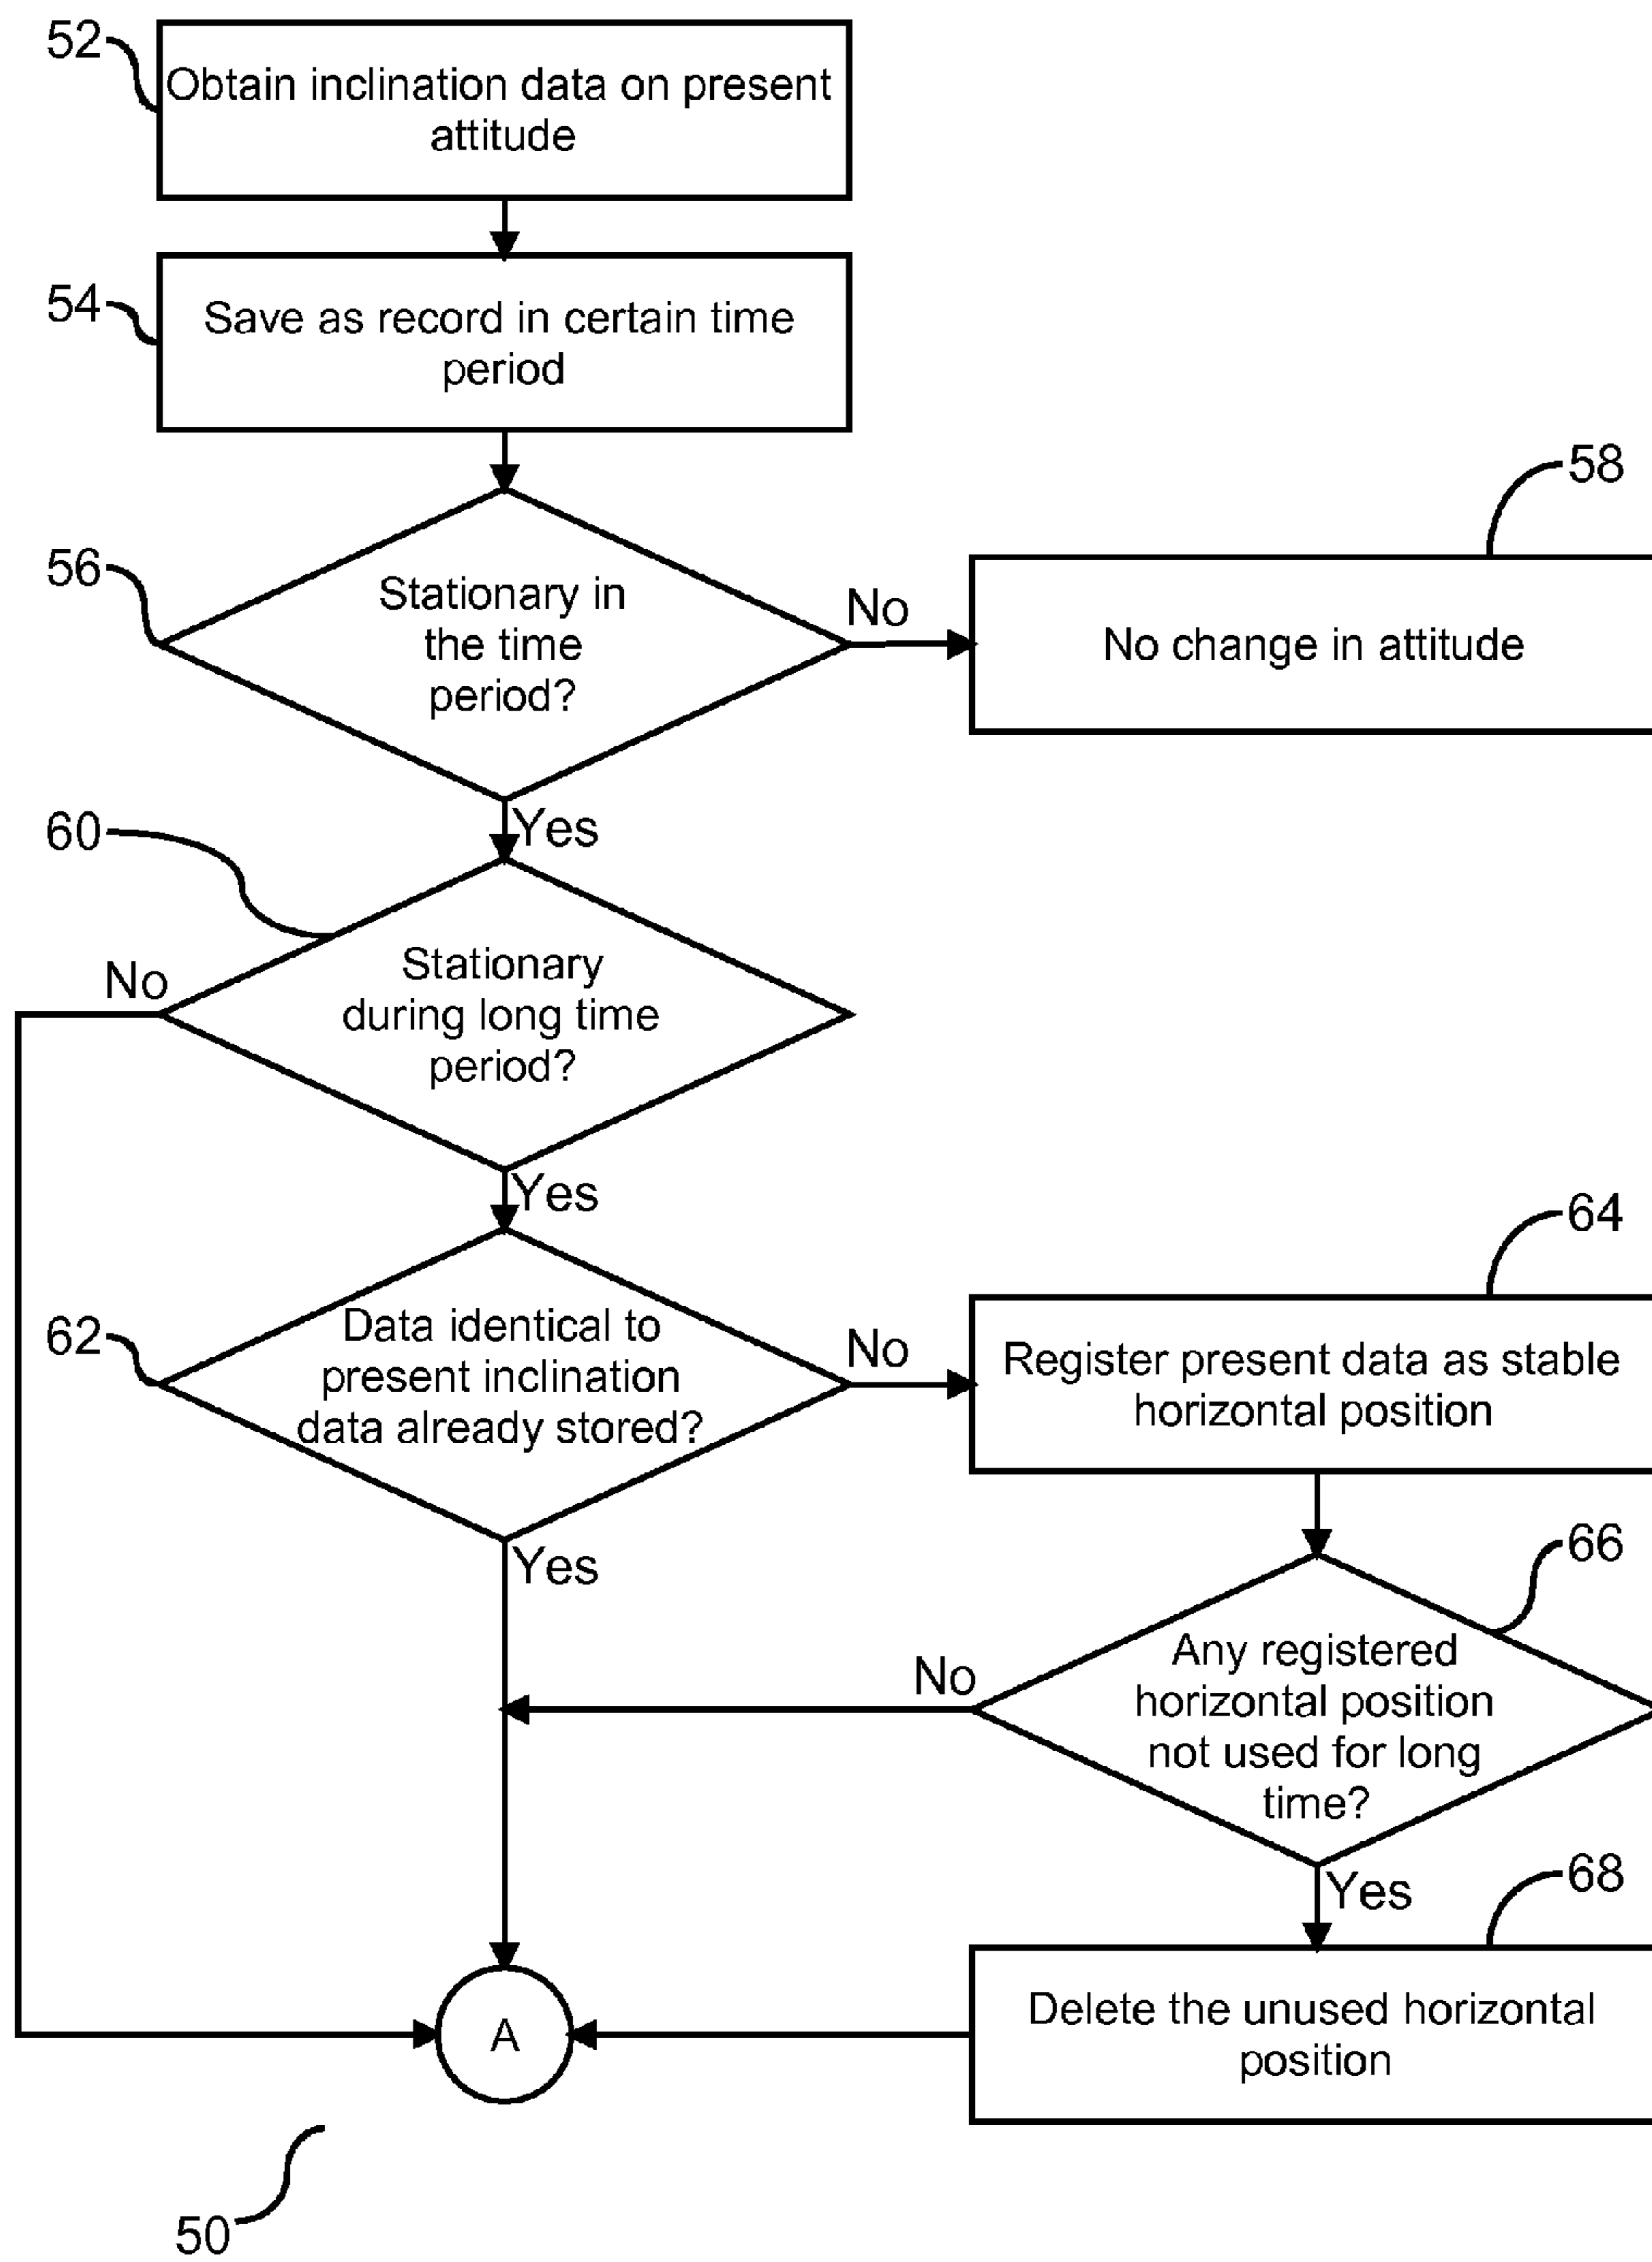 52
Obtain inclination data on present
attitude
54
Save as record in certain time
period
58
56
Stationary in
the time
period?
No
No change in attitude
Yes
60
Stationary
during long time
period?
No
Yes
64
62
Data identical to
present inclination
data already stored?
No
Register present data as stable
horizontal position
Yes
66
Any registered
horizontal position
not used for long
time?
No
Yes
68
Delete the unused horizontal
position
A
50